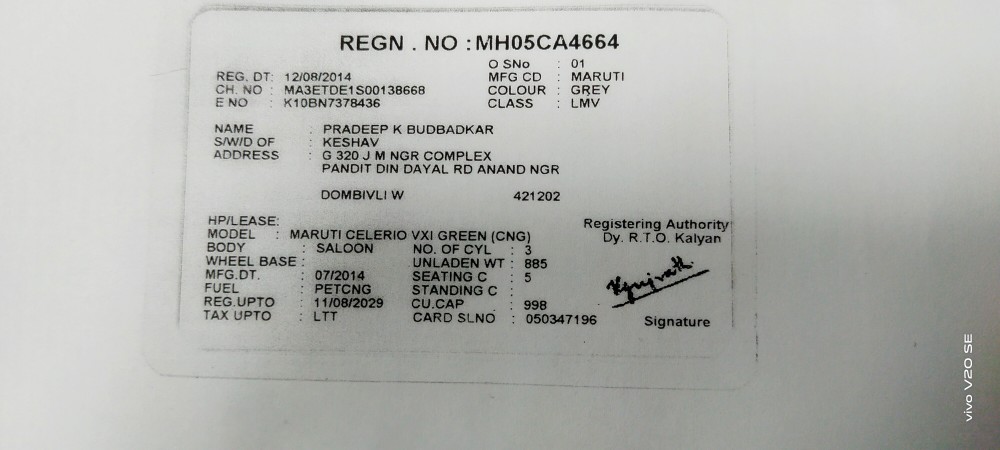 REGN . NO : MH05CA4664
O SNo : 01
REG. DT: 12/08/2014 MFG CD : MARUTI
CH. NO : MA3ETDE1S00138668 COLOUR : GREY
E NO : K10BN7378436 CLASS : LMV
NAME : PRADEEP K BUDBADKAR
S/W/D OF : KESHAV
ADDRESS : G 320 J M NGR COMPLEX
PANDIT DIN DAYAL RD ANAND NGR
DOMBIVLI W 421202
HP/LEASE: Registering Authority
MODEL : MARUTI CELERIO VXI GREEN (CNG) Dy. R.T.O. Kalyan
BODY : SALOON NO. OF CYL : 3
WHEEL BASE : UNLADEN WT : 885
MFG.DT. : 07/2014 SEATING C : 5
FUEL : PETCNG STANDING C :
REG.UPTO : 11/08/2029 CU.CAP : 998
TAX UPTO : LTT CARD SLNO : 050347196 Signature
vivo V20 SE